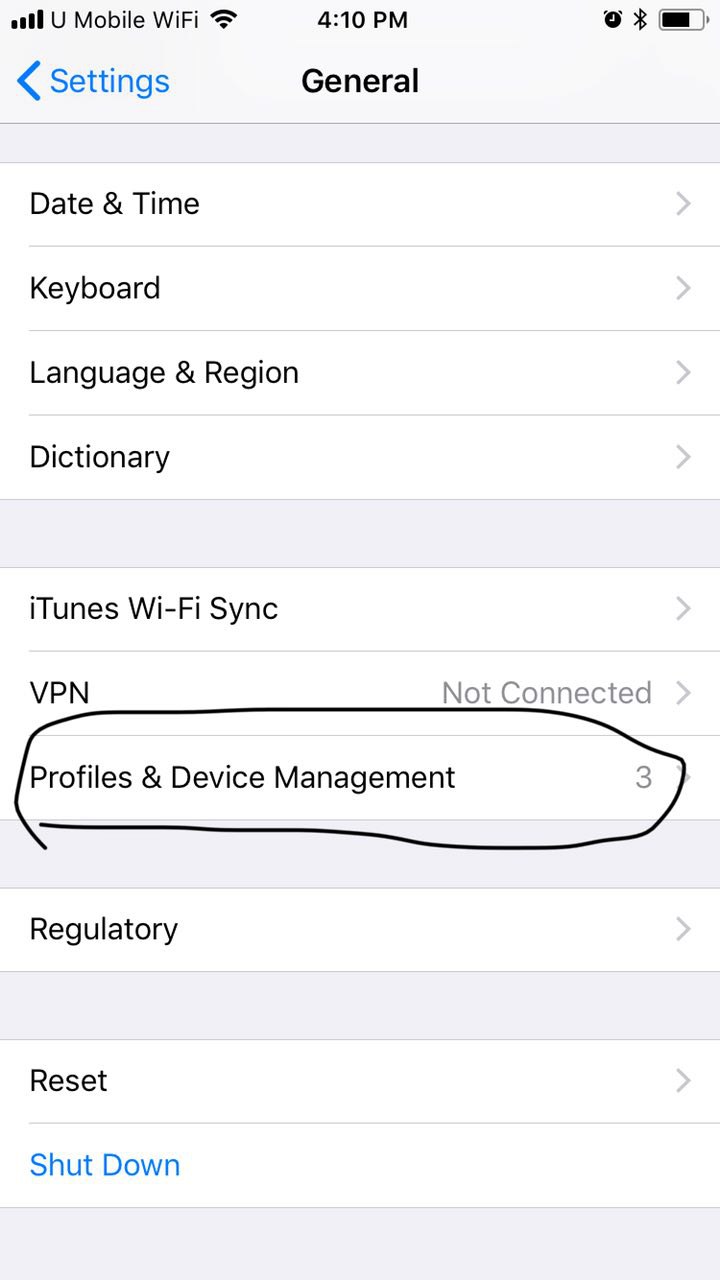 U Mobile WiFi 4:10 PM
Settings General
Date & Time
Keyboard
Language & Region
Dictionary
iTunes Wi-Fi Sync
VPN Not Connected
Profiles & Device Management 3
Regulatory
Reset
Shut Down